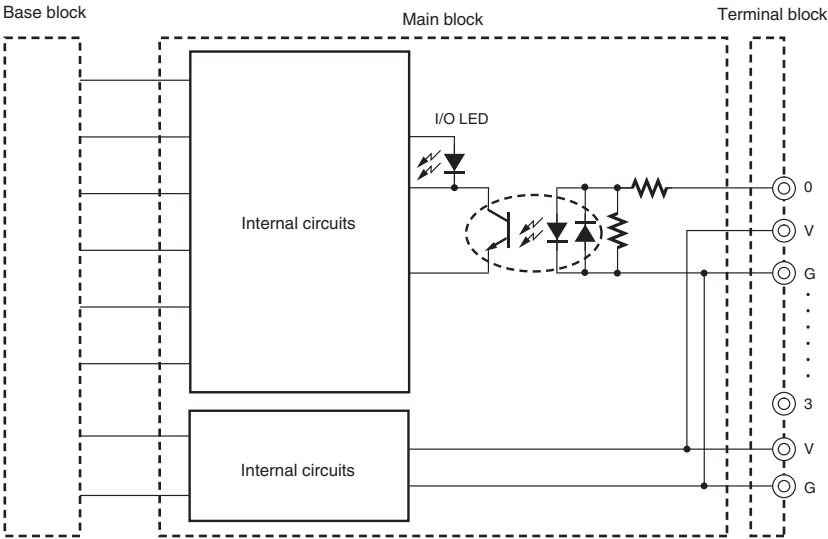 Base block
Main block
Terminal block
I/O LED
Internal circuits
0
V
G
3
Internal circuits
V
G